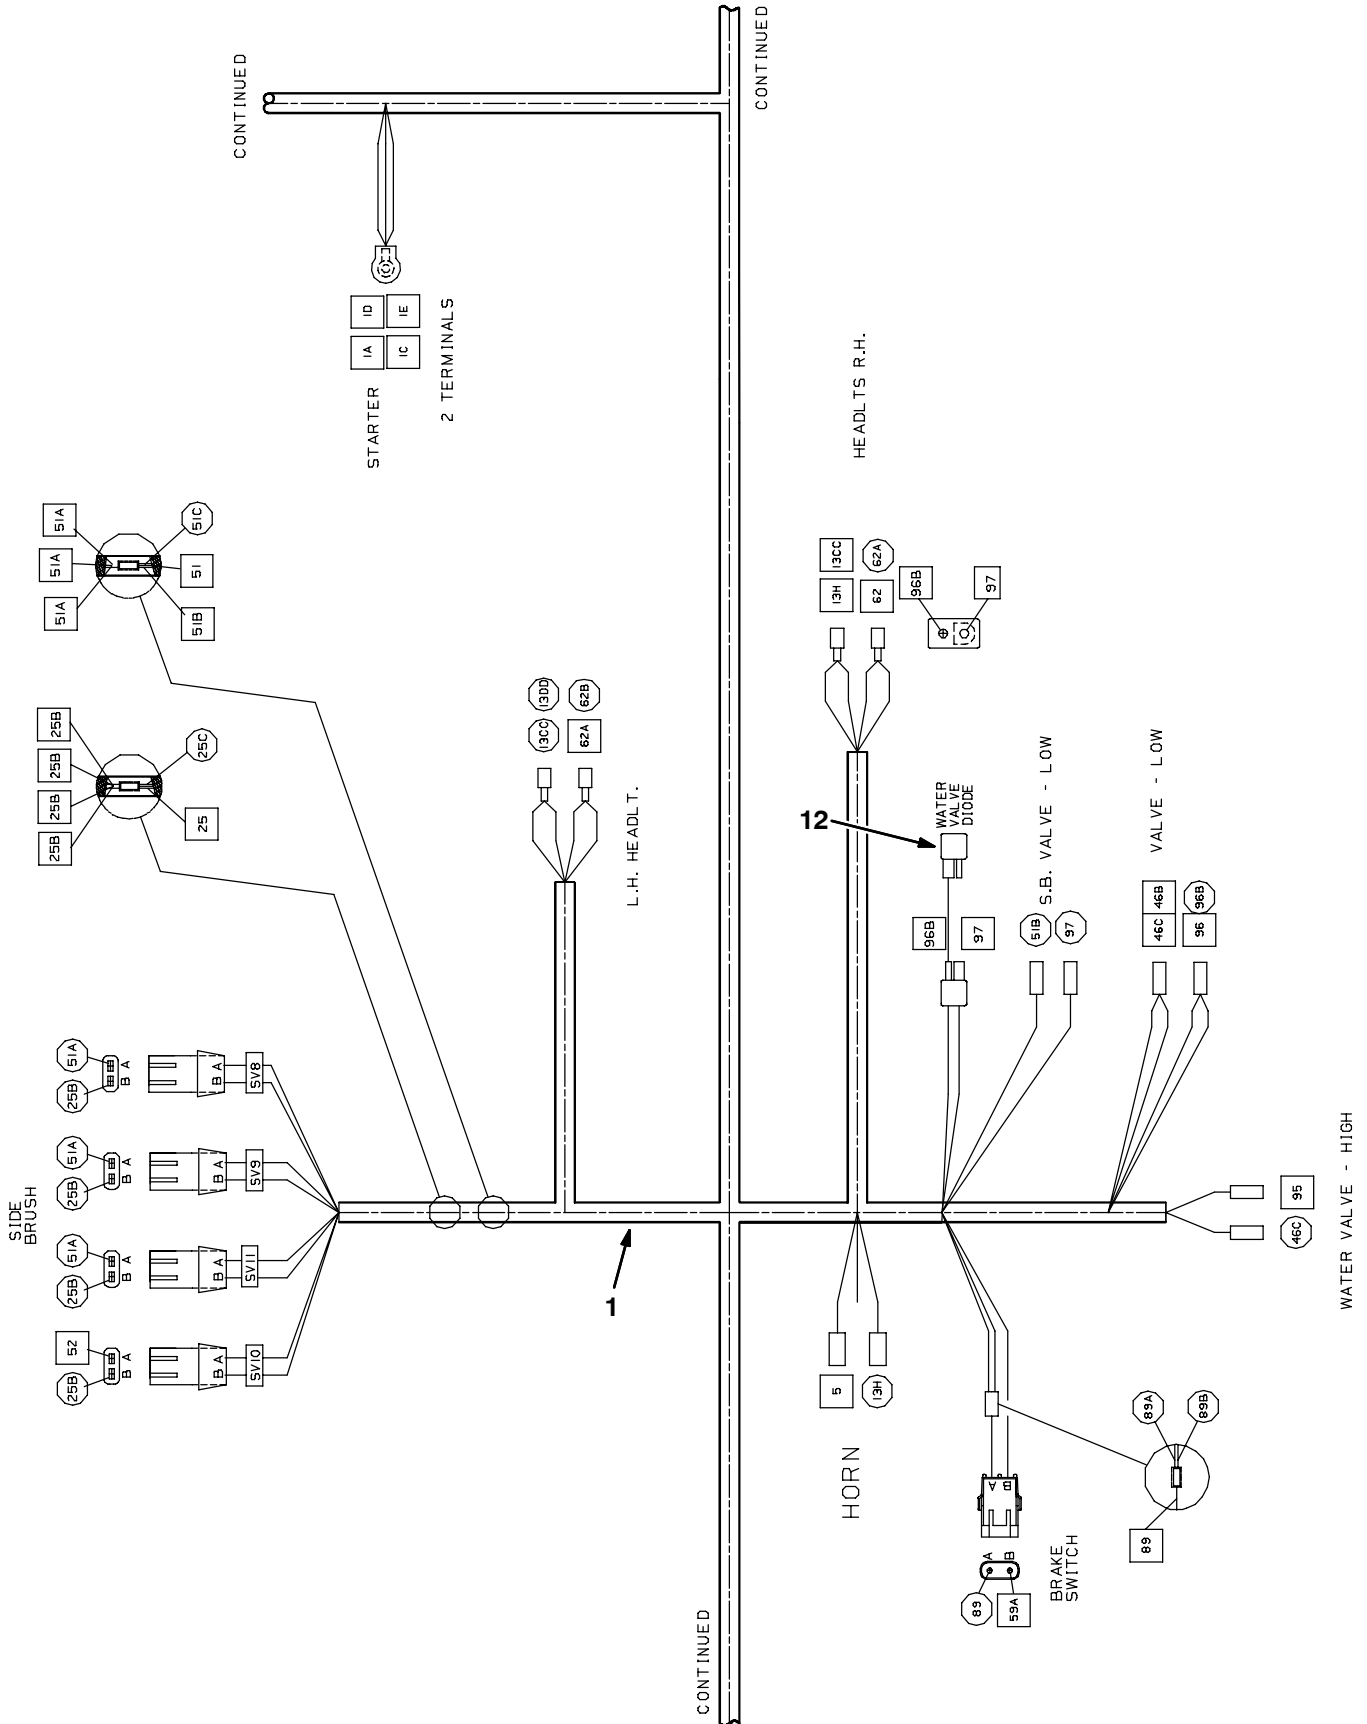 CONTINUED
CONTINUED
STARTER
1A
1D
1C
1E
2 TERMINALS
51A
51A
51A
51C
51
51B
25B
25B
25B
25B
25C
25
13CC
13DD
62A
62B
L.H. HEADLT.
HEADLTS R.H.
13H
13CC
62
62A
96B
97
12
WATER
VALVE
DIODE
96B
97
S.B. VALVE - LOW
51B
97
VALVE - LOW
46C
46B
96
96B
SIDE
BRUSH
25B
51A
B A
B A
SV8
25B
51A
B A
B A
SV9
25B
51A
B A
B A
SV11
25B
52
B A
B A
SV10
1
95
46C
WATER VALVE - HIGH
5
13H
HORN
89A
89B
89
A
B
A
B
89
59A
BRAKE
SWITCH
CONTINUED